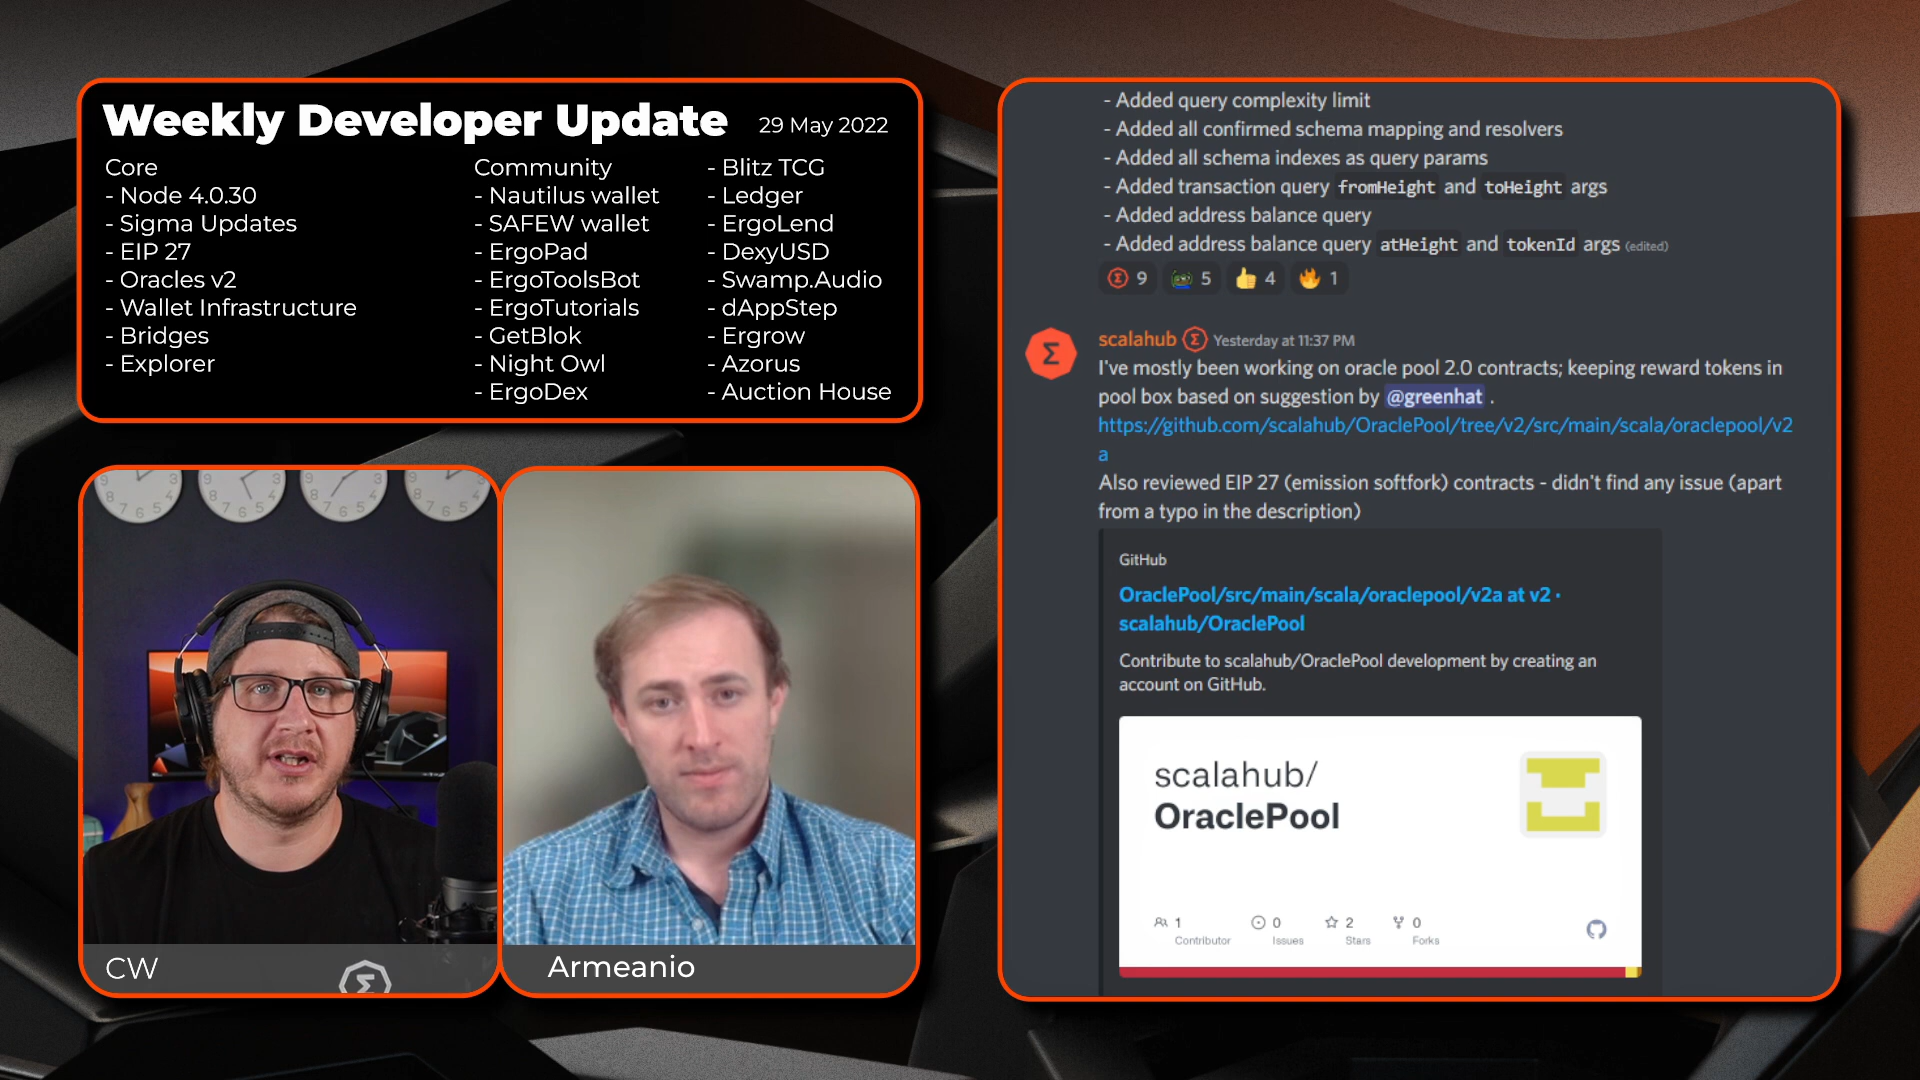 Weekly Developer Update 29 May 2022
Core
- Node 4.0.30
- Sigma Updates
- EIP 27
- Oracles v2
- Wallet Infrastructure
- Bridges
- Explorer
Community
- Nautilus wallet
- SAFEW wallet
- ErgoPad
- ErgoToolsBot
- ErgoTutorials
- GetBlok
- Night Owl
- ErgoDex
- Blitz TCG
- Ledger
- ErgoLend
- DexyUSD
- Swamp.Audio
- dAppStep
- Ergrow
- Azorus
- Auction House
CW
Armeanio
- Added query complexity limit
- Added all confirmed schema mapping and resolvers
- Added all schema indexes as query params
- Added transaction query fromHeight and toHeight args
- Added address balance query
- Added address balance query atHeight and tokenId args (edited)
9 5 4 1
scalahub Yesterday at 11:37 PM
I've mostly been working on oracle pool 2.0 contracts; keeping reward tokens in
pool box based on suggestion by @greenhat .
https://github.com/scalahub/OraclePool/tree/v2/src/main/scala/oraclepool/v2
a
Also reviewed EIP 27 (emission softfork) contracts - didn't find any issue (apart
from a typo in the description)
GitHub
OraclePool/src/main/scala/oraclepool/v2a at v2 ·
scalahub/OraclePool
Contribute to scalahub/OraclePool development by creating an
account on GitHub.
scalahub/
OraclePool
1 0 2 0
Contributor Issues Stars Forks